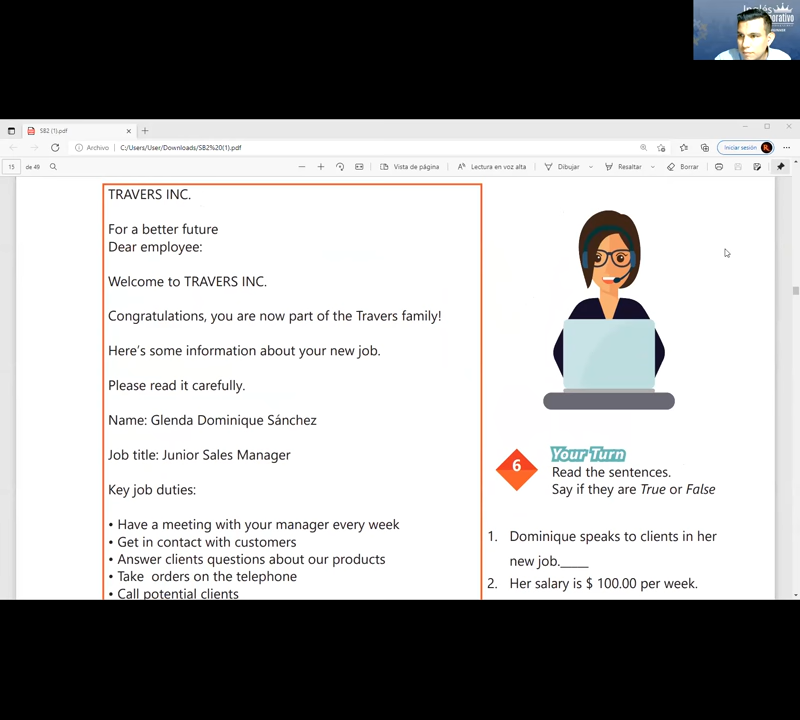 Inglés
SB2 (1).pdf
Archivo
C:/Users/User/Downloads/SB2%20(1).pdf
Iniciar sesión
15
de 49
Vista de página
Lectura en voz alta
Dibujar
Resaltar
Borrar
TRAVERS INC.
For a better future
Dear employee:
Welcome to TRAVERS INC.
Congratulations, you are now part of the Travers family!
Here's some information about your new job.
Please read it carefully.
Name: Glenda Dominique Sánchez
Job title: Junior Sales Manager
Key job duties:
• Have a meeting with your manager every week
• Get in contact with customers
• Answer clients questions about our products
• Take orders on the telephone
• Call potential clients
6
Your Turn
Read the sentences.
Say if they are True or False
1. Dominique speaks to clients in her
new job.____
2. Her salary is $ 100.00 per week.